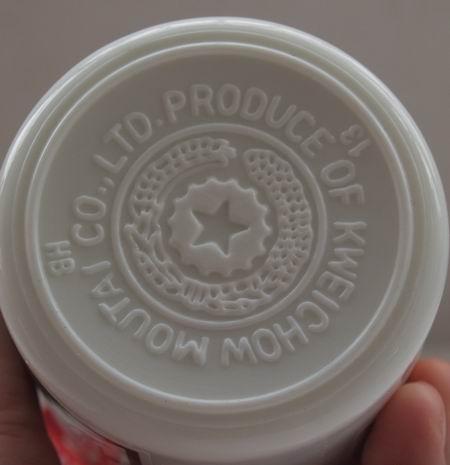 PRODUCE OF KWEICHOW MOUTAI CO., LTD.
13
HB